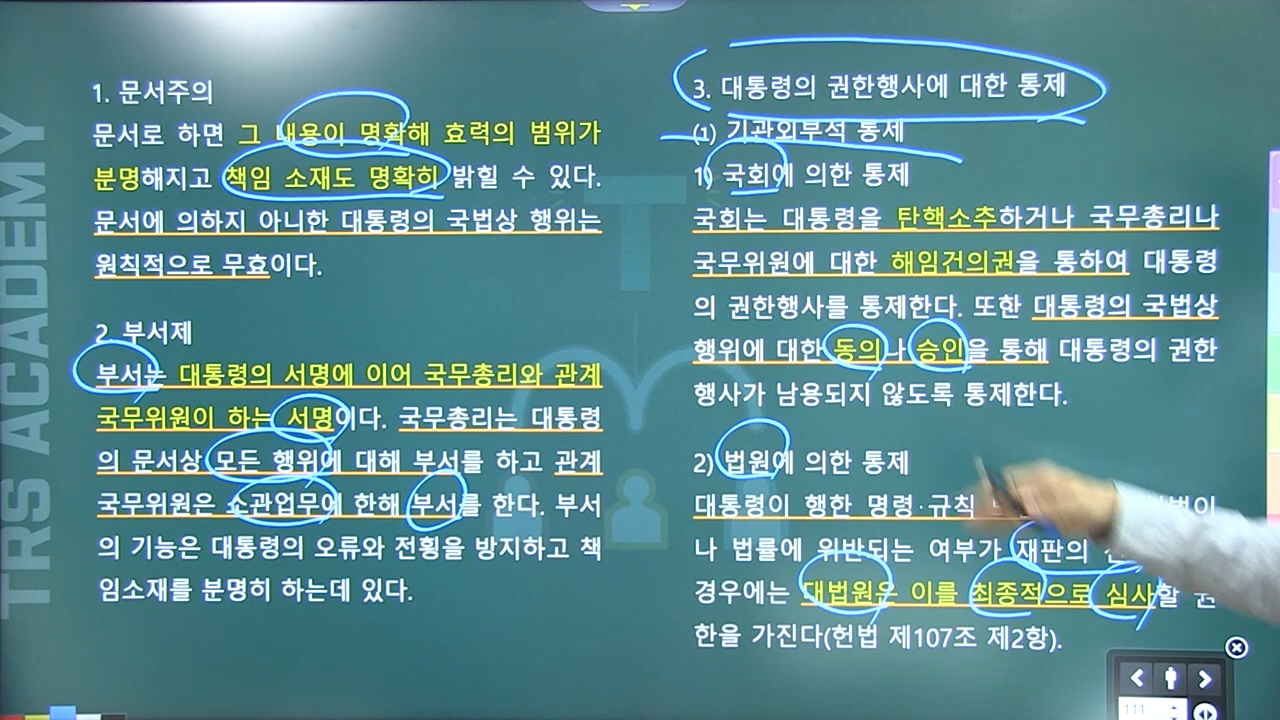 TRS ACADEMY
1. 문서주의
문서로 하면 그 내용이 명확해 효력의 범위가
분명해지고 책임 소재도 명확히 밝힐 수 있다.
문서에 의하지 아니한 대통령의 국법상 행위는
원칙적으로 무효이다.
2. 부서제
부서는 대통령의 서명에 이어 국무총리와 관계
국무위원이 하는 서명이다. 국무총리는 대통령
의 문서상 모든 행위에 대해 부서를 하고 관계
국무위원은 소관업무에 한해 부서를 한다. 부서
의 기능은 대통령의 오류와 전횡을 방지하고 책
임소재를 분명히 하는데 있다.
3. 대통령의 권한행사에 대한 통제
(1) 기관외부적 통제
1) 국회에 의한 통제
국회는 대통령을 탄핵소추하거나 국무총리나
국무위원에 대한 해임건의권을 통하여 대통령
의 권한행사를 통제한다. 또한 대통령의 국법상
행위에 대한 동의나 승인을 통해 대통령의 권한
행사가 남용되지 않도록 통제한다.
2) 법원에 의한 통제
대통령이 행한 명령·규칙
나 법률에 위반되는 여부가 재판의
경우에는 대법원은 이를 최종적으로 심사할 권
한을 가진다(헌법 제107조 제2항).
111